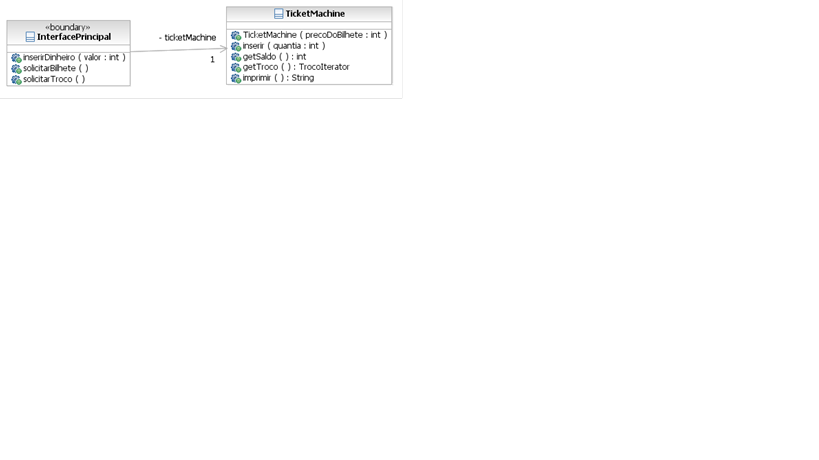 «boundary»
InterfacePrincipal
inserirDinheiro ( valor : int )
solicitarBilhete ( )
solicitarTroco ( )
- ticketMachine
1
TicketMachine
TicketMachine ( precoDoBilhete : int )
inserir ( quantia : int )
getSaldo ( ) : int
getTroco ( ) : TrocoIterator
imprimir ( ) : String